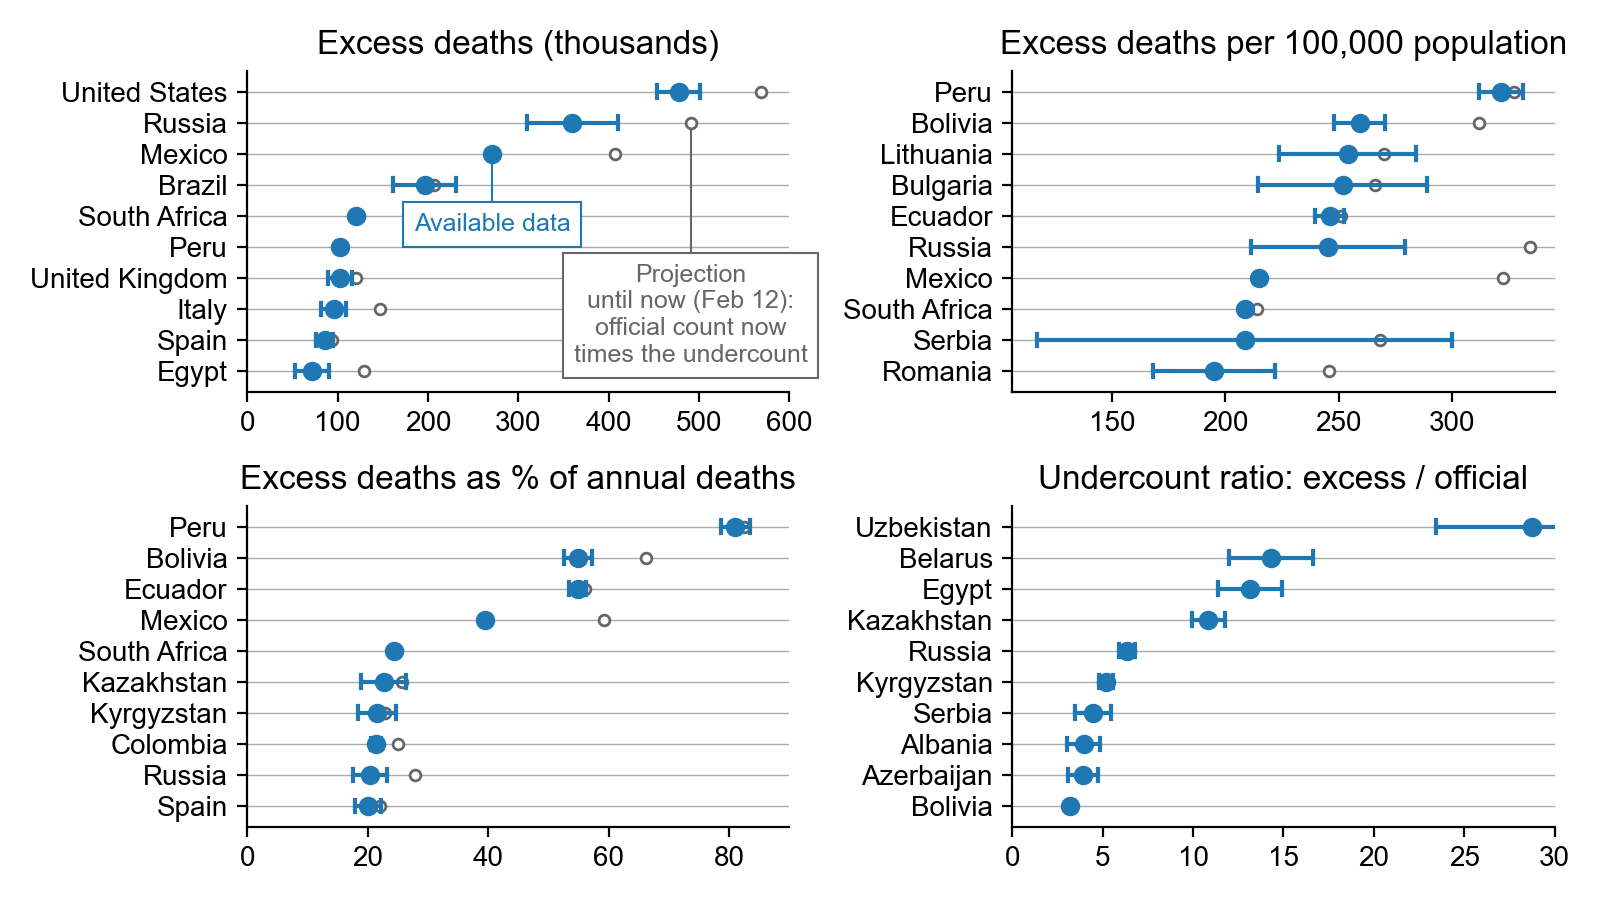 Excess deaths (thousands)
United States
Russia
Mexico
Brazil
South Africa
Peru
United Kingdom
Italy
Spain
Egypt
Available data
Projection
until now (Feb 12):
official count now
times the undercount
0 100 200 300 400 500 600
Excess deaths per 100,000 population
Peru
Bolivia
Lithuania
Bulgaria
Ecuador
Russia
Mexico
South Africa
Serbia
Romania
150 200 250 300
Excess deaths as % of annual deaths
Peru
Bolivia
Ecuador
Mexico
South Africa
Kazakhstan
Kyrgyzstan
Colombia
Russia
Spain
0 20 40 60 80
Undercount ratio: excess / official
Uzbekistan
Belarus
Egypt
Kazakhstan
Russia
Kyrgyzstan
Serbia
Albania
Azerbaijan
Bolivia
0 5 10 15 20 25 30